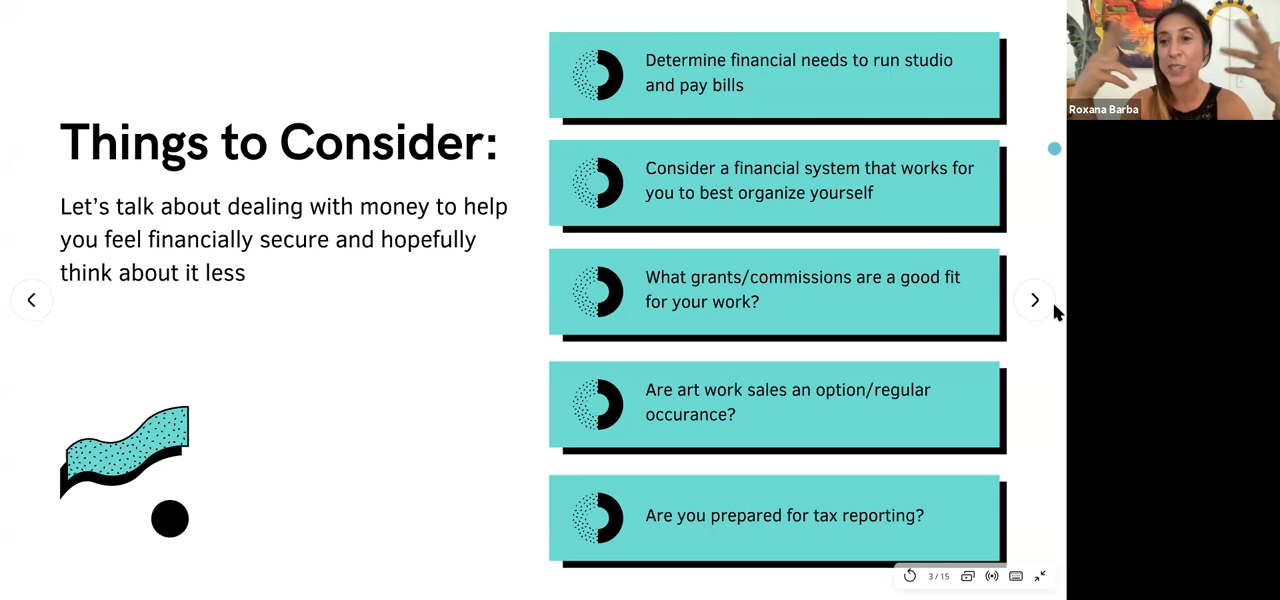 Things to Consider:
Let’s talk about dealing with money to help
you feel financially secure and hopefully
think about it less
Determine financial needs to run studio
and pay bills
Consider a financial system that works for
you to best organize yourself
What grants/commissions are a good fit
for your work?
Are art work sales an option/regular
occurance?
Are you prepared for tax reporting?
3 / 15
Roxana Barba